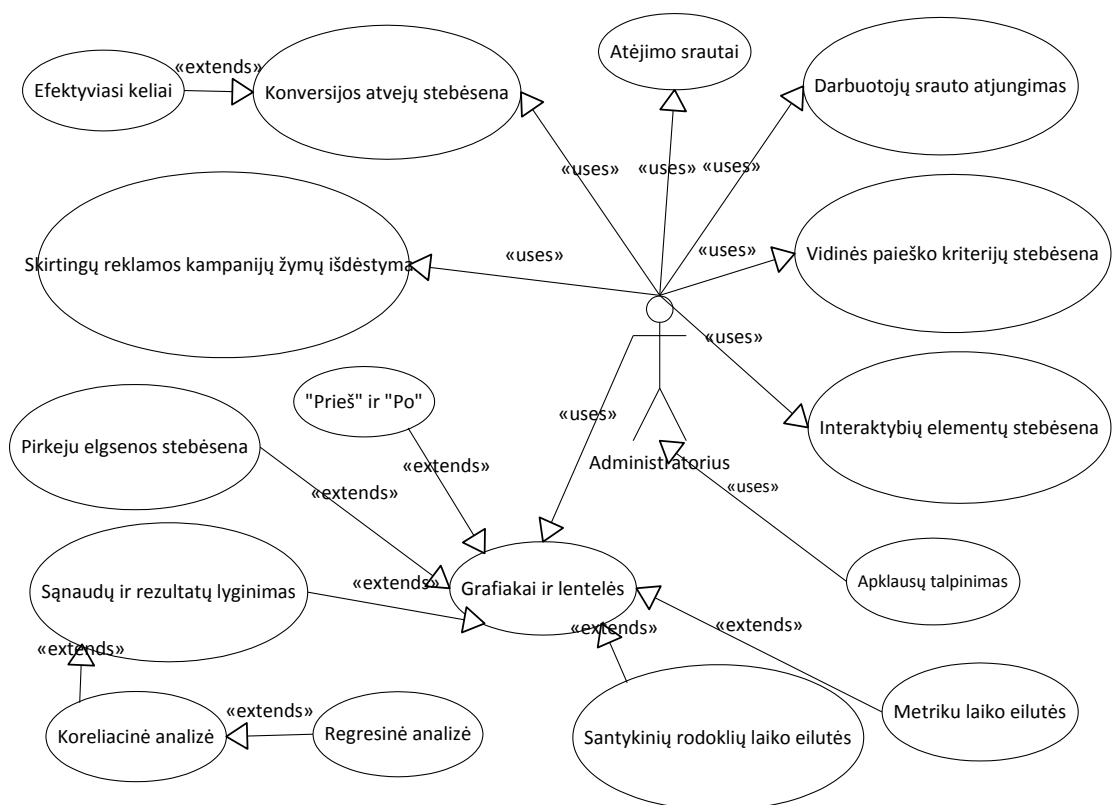 Atėjimo srautai
«extends»
Efektyviasi keliai
Konversijos atvejų stebėsena
Darbuotojų srauto atjungimas
«uses»
«uses»
«uses»
«uses»
«uses»
Skirtingų reklamos kampanijų žymų išdėstyma
Vidinės paieško kriterijų stebėsena
«uses»
"Prieš" ir "Po"
«uses»
Interaktybių elementų stebėsena
Pirkeju elgsenos stebėsena
«extends»
Administratorius
«uses»
«extends»
«extends»
Grafiakai ir lentelės
Apklausų talpinimas
Sąnaudų ir rezultatų lyginimas
«extends»
«extends»
«extends»
«extends»
Metriku laiko eilutės
Koreliacinė analizė
Regresinė analizė
Santykinių rodoklių laiko eilutės